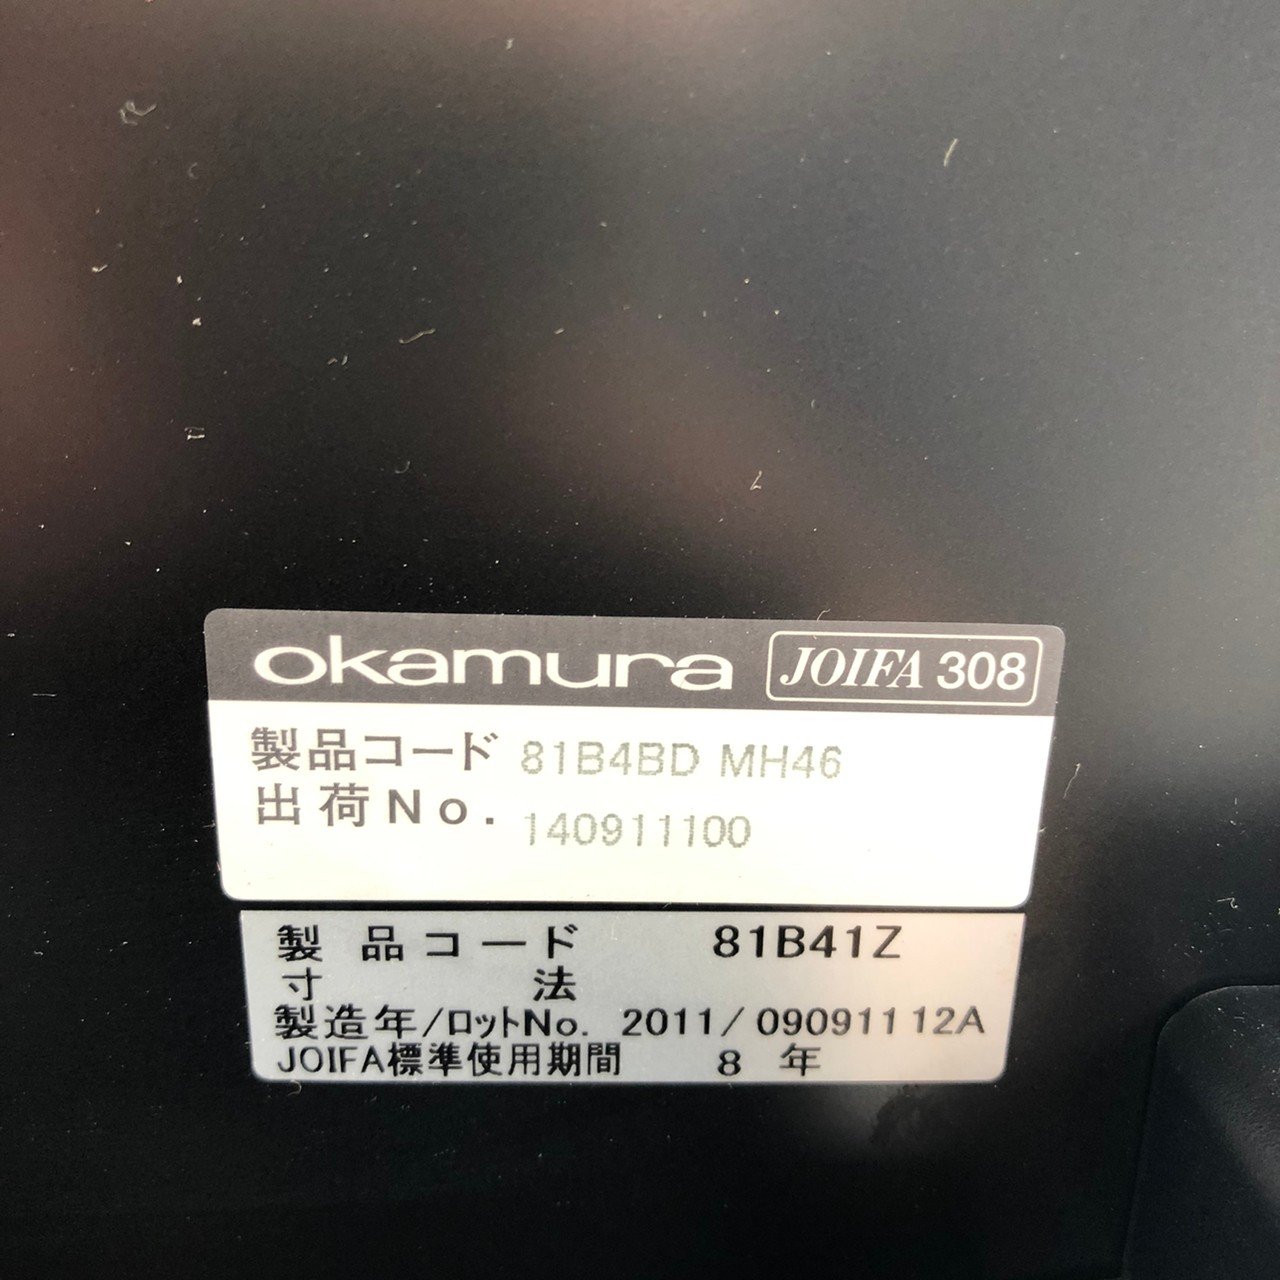 okamura JOIFA 308
製品コード 81B4BD MH46
出荷No. 140911100
製品コード 81B41Z
寸法
製造年/ロットNo. 2011/09091112A
JOIFA標準使用期間 8年